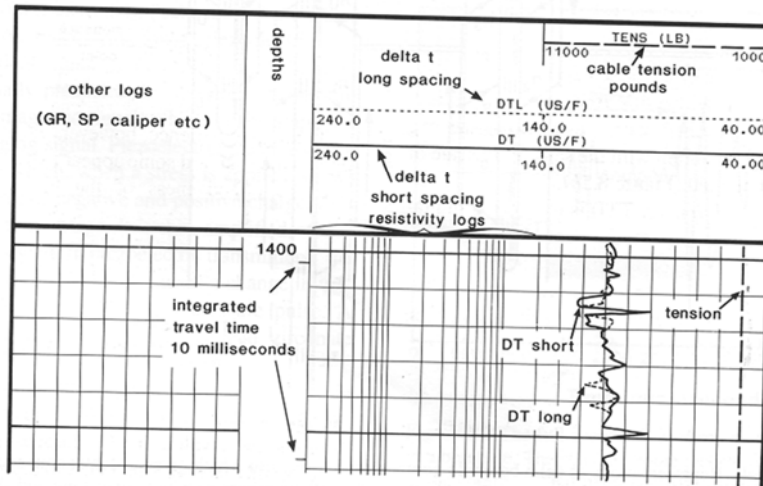 TENS (LB)
11000 1000
cable tension
pounds
depths
other logs
(GR, SP, caliper etc)
delta t
long spacing
DTL (US/F)
240.0 140.0 40.00
DT (US/F)
240.0 140.0 40.00
delta t
short spacing
resistivity logs
1400
integrated
travel time
10 milliseconds
tension
DT short
DT long